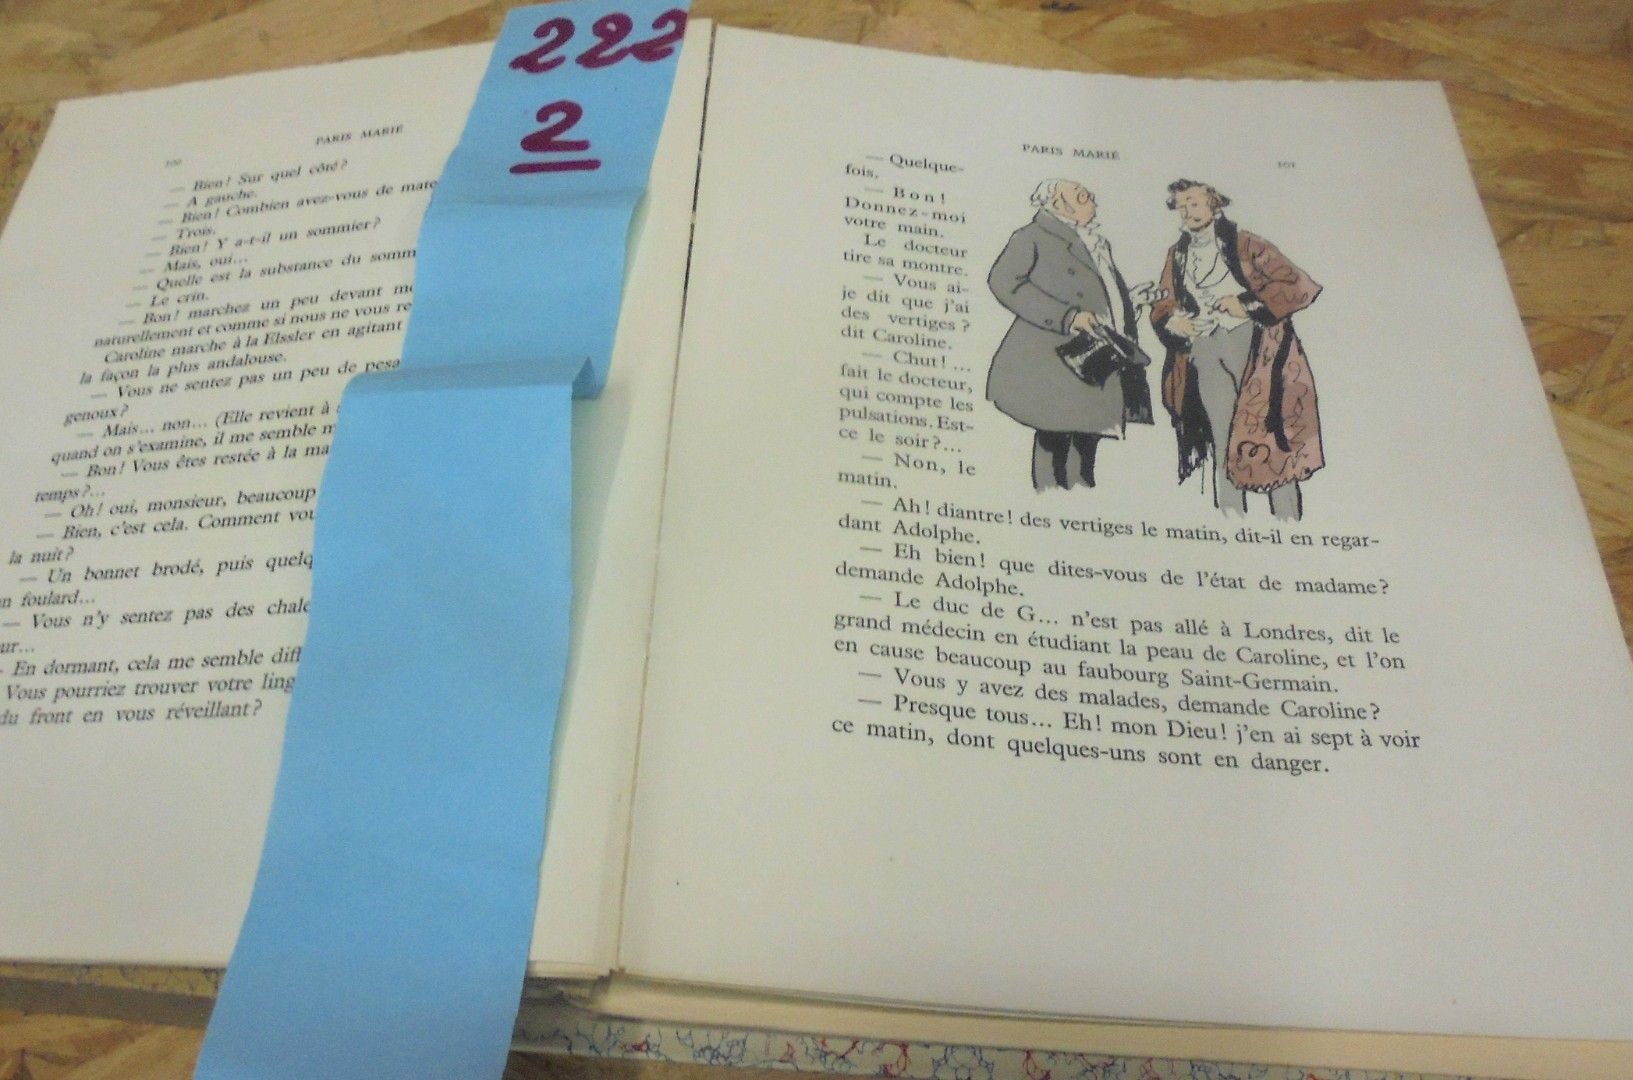 222
2
100
PARIS MARIÉ
— Bien! Sur quel côté?
— A gauche.
— Bien! Combien avez-vous de
— Trois.
— Bien! Y a-t-il un sommier?
— Mais, oui...
— Quelle est la substance du
— Le crin.
— Bon! marchez un peu devant
naturellement et comme si nous ne vous
Caroline marche à la Elssler en agitant
la façon la plus andalouse.
— Vous ne sentez pas un peu de
genoux?
— Mais... non... (Elle revient à
quand on s'examine, il me semble
— Bon! Vous êtes restée à la
temps?...
— Oh! oui, monsieur, beaucoup
— Bien, c'est cela. Comment
la nuit?
— Un bonnet brodé, puis
foulard...
— Vous n'y sentez pas des
— En dormant, cela me semble
Vous pourriez trouver votre
du front en vous réveillant?
PARIS MARIÉ
101
— Quelque-
fois.
— Bon!
Donnez-moi
votre main.
Le docteur
tire sa montre.
— Vous ai-
je dit que j'ai
des vertiges?
dit Caroline.
— Chut!...
fait le docteur,
qui compte les
pulsations. Est-
ce le soir?...
— Non, le
matin.
— Ah! diantre! des vertiges le matin, dit-il en regar-
dant Adolphe.
— Eh bien! que dites-vous de l'état de madame?
demande Adolphe.
— Le duc de G... n'est pas allé à Londres, dit le
grand médecin en étudiant la peau de Caroline, et l'on
en cause beaucoup au faubourg Saint-Germain.
— Vous y avez des malades, demande Caroline?
— Presque tous... Eh! mon Dieu! j'en ai sept à voir
ce matin, dont quelques-uns sont en danger.